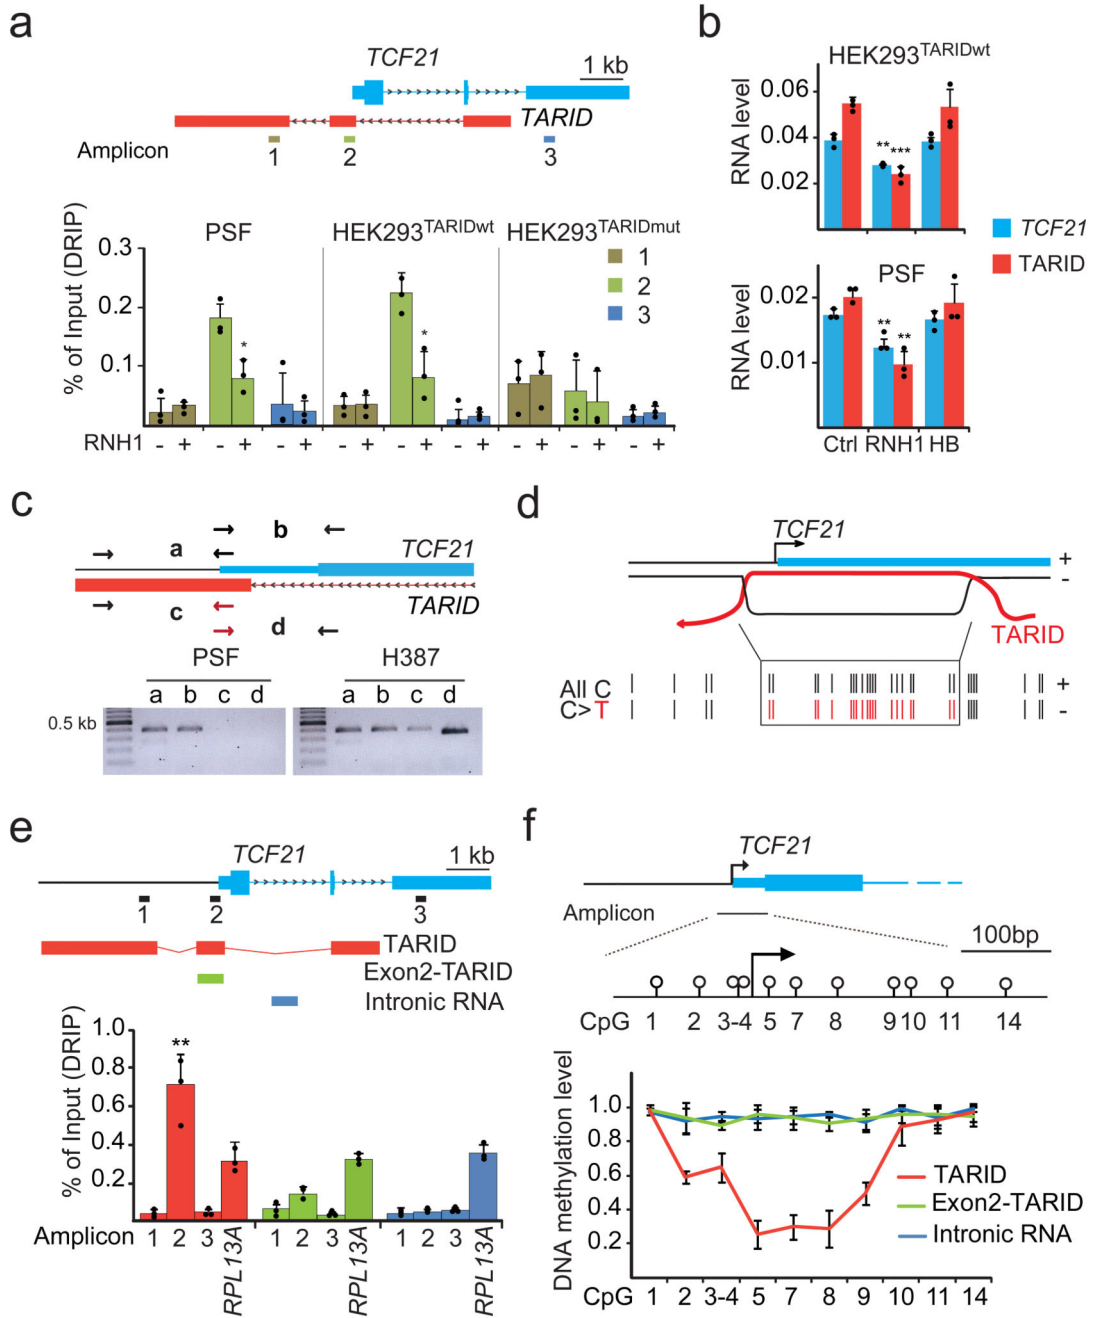 a
TCF21
1 kb
TARID
Amplicon
1 2 3
% of Input (DRIP)
0.3
0.2
0.1
PSF
HEK293TARIDwt
HEK293TARIDmut
1
2
3
*
*
RNH1 - + - + - + - + - + - + - + - + - +
b
HEK293TARIDwt
RNA level
0.06
0.04
0.02
** ***
TCF21
TARID
PSF
RNA level
0.02
0.01
** **
Ctrl RNH1 HB
c
b
a
TCF21
TARID
c
d
PSF
H387
a b c d
a b c d
0.5 kb
d
TCF21
+
-
TARID
All C
+
C>T
-
e
TCF21
1 kb
1 2 3
TARID
Exon2-TARID
Intronic RNA
% of Input (DRIP)
1.0
0.8
0.6
0.4
0.2
**
Amplicon 1 2 3 RPL13A 1 2 3 RPL13A 1 2 3 RPL13A
f
TCF21
Amplicon
100bp
CpG 1 2 3-4 5 7 8 9 10 11 14
DNA methylation level
1.0
0.8
0.6
0.4
0.2
TARID
Exon2-TARID
Intronic RNA
CpG 1 2 3-4 5 7 8 9 10 11 14